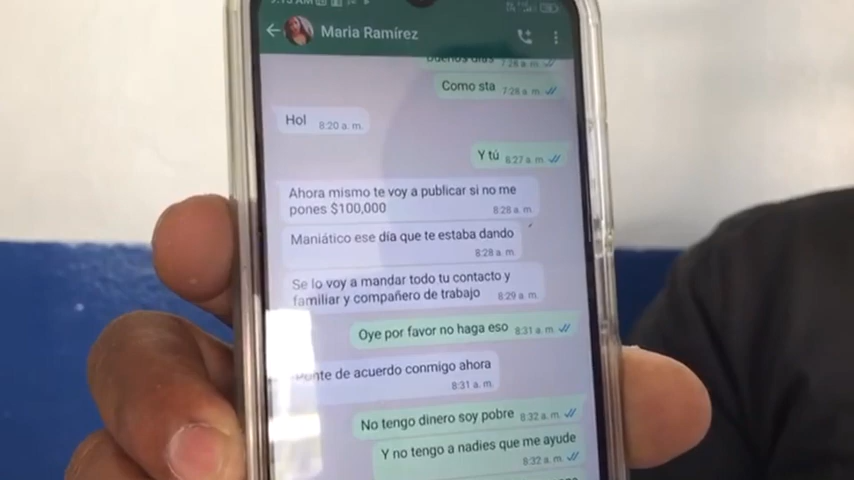 Maria Ramírez
Buenos días 7:28 a. m.
Como sta 7:28 a. m.
Hol 8:20 a. m.
Y tú 8:27 a. m.
Ahora mismo te voy a publicar si no me
pones $100,000 8:28 a. m.
Maniático ese día que te estaba dando
8:28 a. m.
Se lo voy a mandar todo tu contacto y
familiar y compañero de trabajo 8:29 a. m.
Oye por favor no haga eso 8:31 a. m.
Ponte de acuerdo conmigo ahora
8:31 a. m.
No tengo dinero soy pobre 8:32 a. m.
Y no tengo a nadies que me ayude
8:32 a. m.